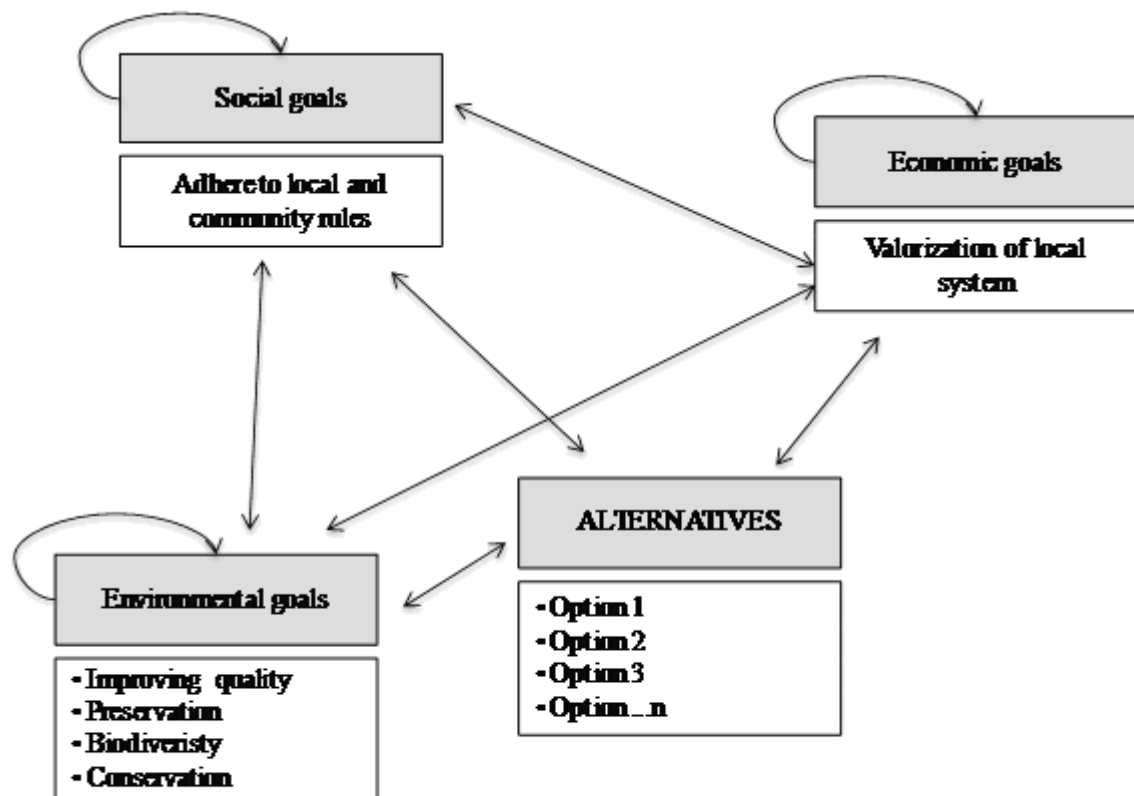 Social goals
Adhere to local and
community rules
Economic goals
Valorization of local
system
ALTERNATIVES
- Option 1
- Option 2
- Option 3
- Option...n
Environmental goals
- Improving quality
- Preservation
- Biodiveristy
- Conservation